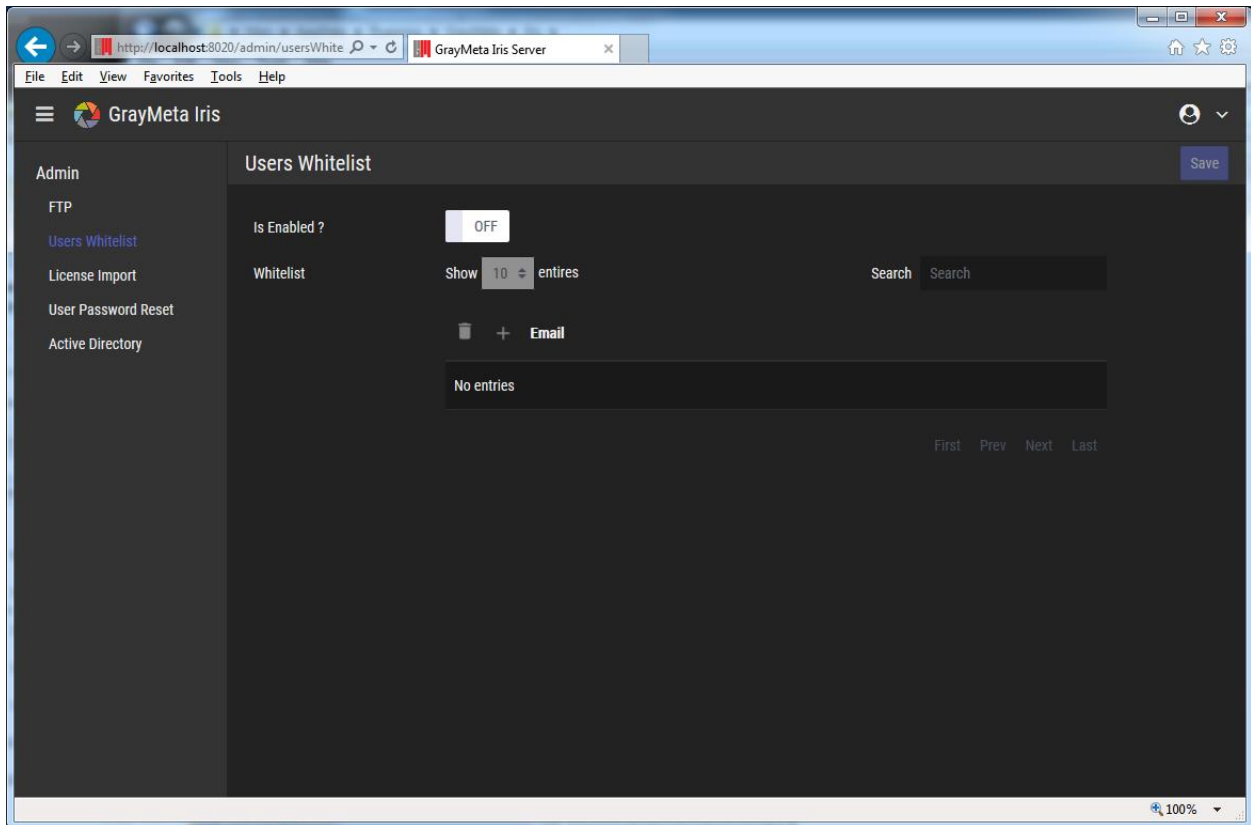 http://localhost:8020/admin/usersWhite
GrayMeta Iris Server
File Edit View Favorites Tools Help
GrayMeta Iris
Admin
FTP
Users Whitelist
License Import
User Password Reset
Active Directory
Users Whitelist
Save
Is Enabled ?
OFF
Whitelist
Show 10 entires
Search Search
Email
No entries
First Prev Next Last
100%